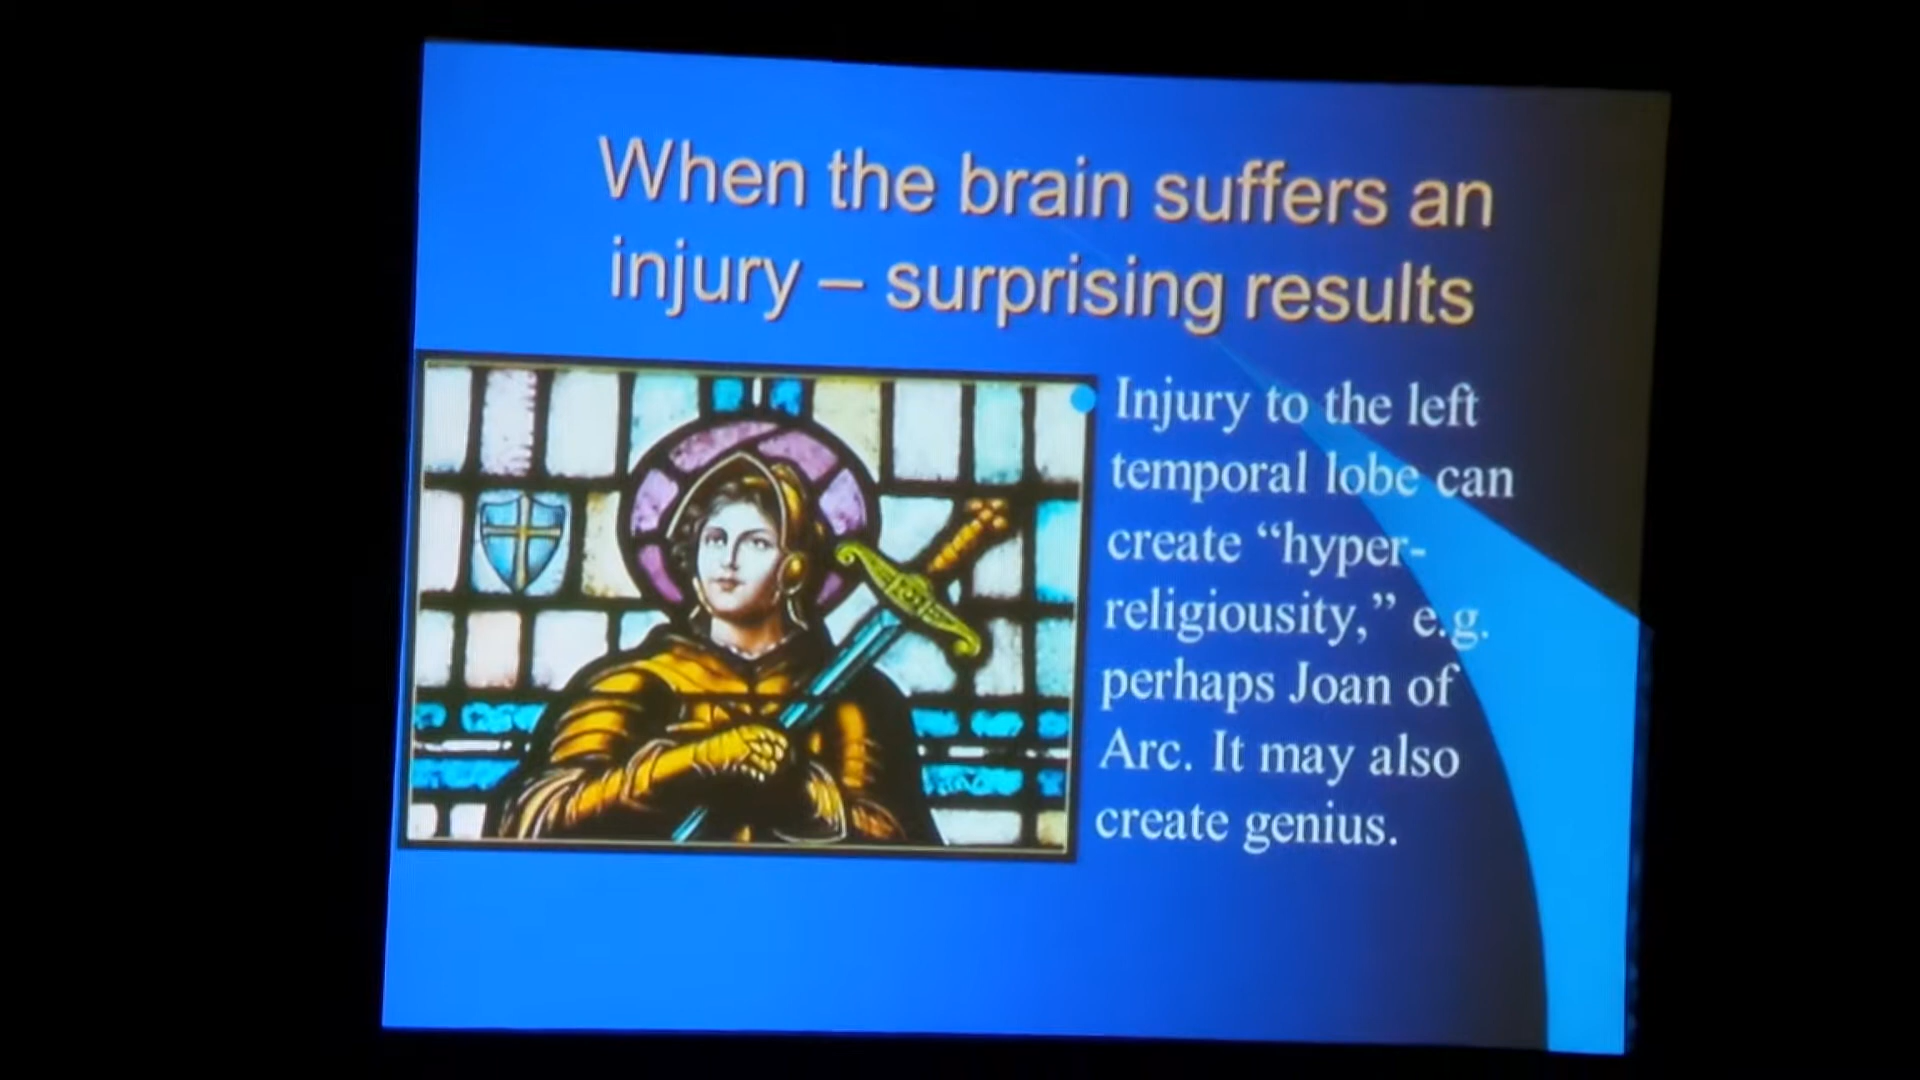 When the brain suffers an
injury – surprising results
Injury to the left
temporal lobe can
create “hyper-
religiousity,” e.g.
perhaps Joan of
Arc. It may also
create genius.